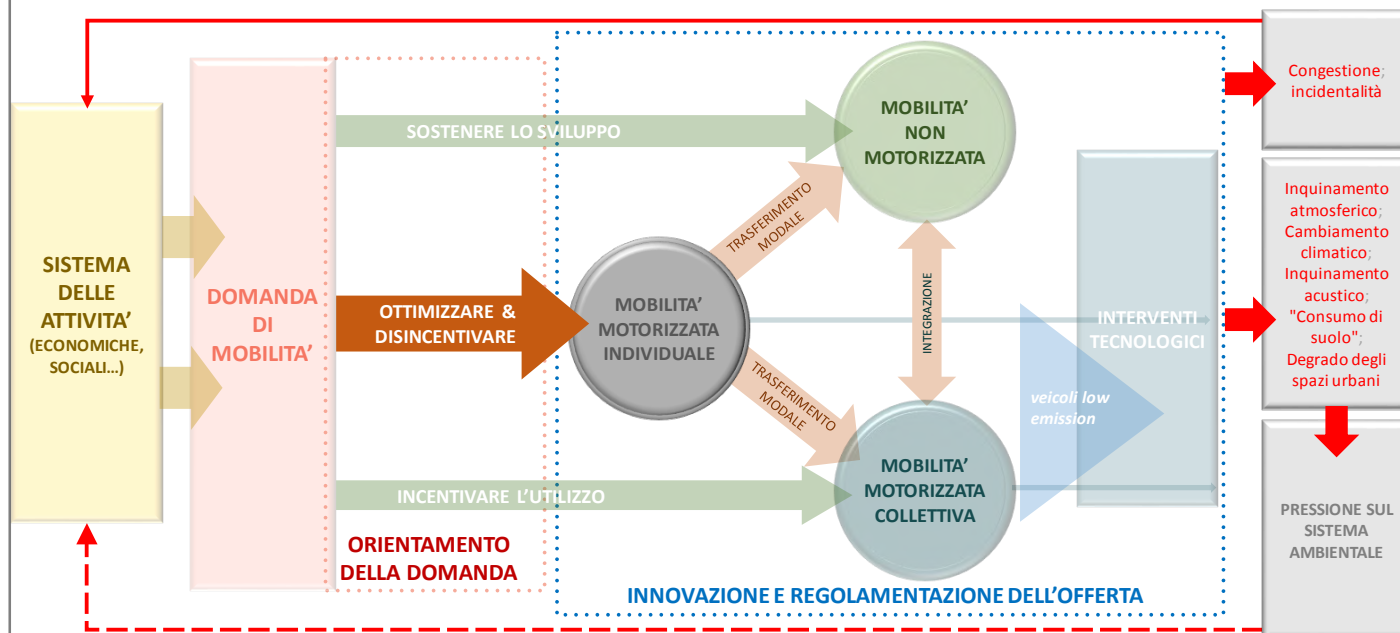 SISTEMA
DELLE
ATTIVITA’
(ECONOMICHE,
SOCIALI…)
DOMANDA
DI
MOBILITA’
SOSTENERE LO SVILUPPO
OTTIMIZZARE &
DISINCENTIVARE
INCENTIVARE L’UTILIZZO
ORIENTAMENTO
DELLA DOMANDA
MOBILITA’
NON
MOTORIZZATA
TRASFERIMENTO
MODALE
MOBILITA’
MOTORIZZATA
INDIVIDUALE
INTEGRAZIONE
TRASFERIMENTO
MODALE
MOBILITA’
MOTORIZZATA
COLLETTIVA
veicoli low
emission
INTERVENTI
TECNOLOGICI
INNOVAZIONE E REGOLAMENTAZIONE DELL’OFFERTA
Congestione;
incidentalità
Inquinamento
atmosferico;
Cambiamento
climatico;
Inquinamento
acustico;
"Consumo di
suolo";
Degrado degli
spazi urbani
PRESSIONE SUL
SISTEMA
AMBIENTALE